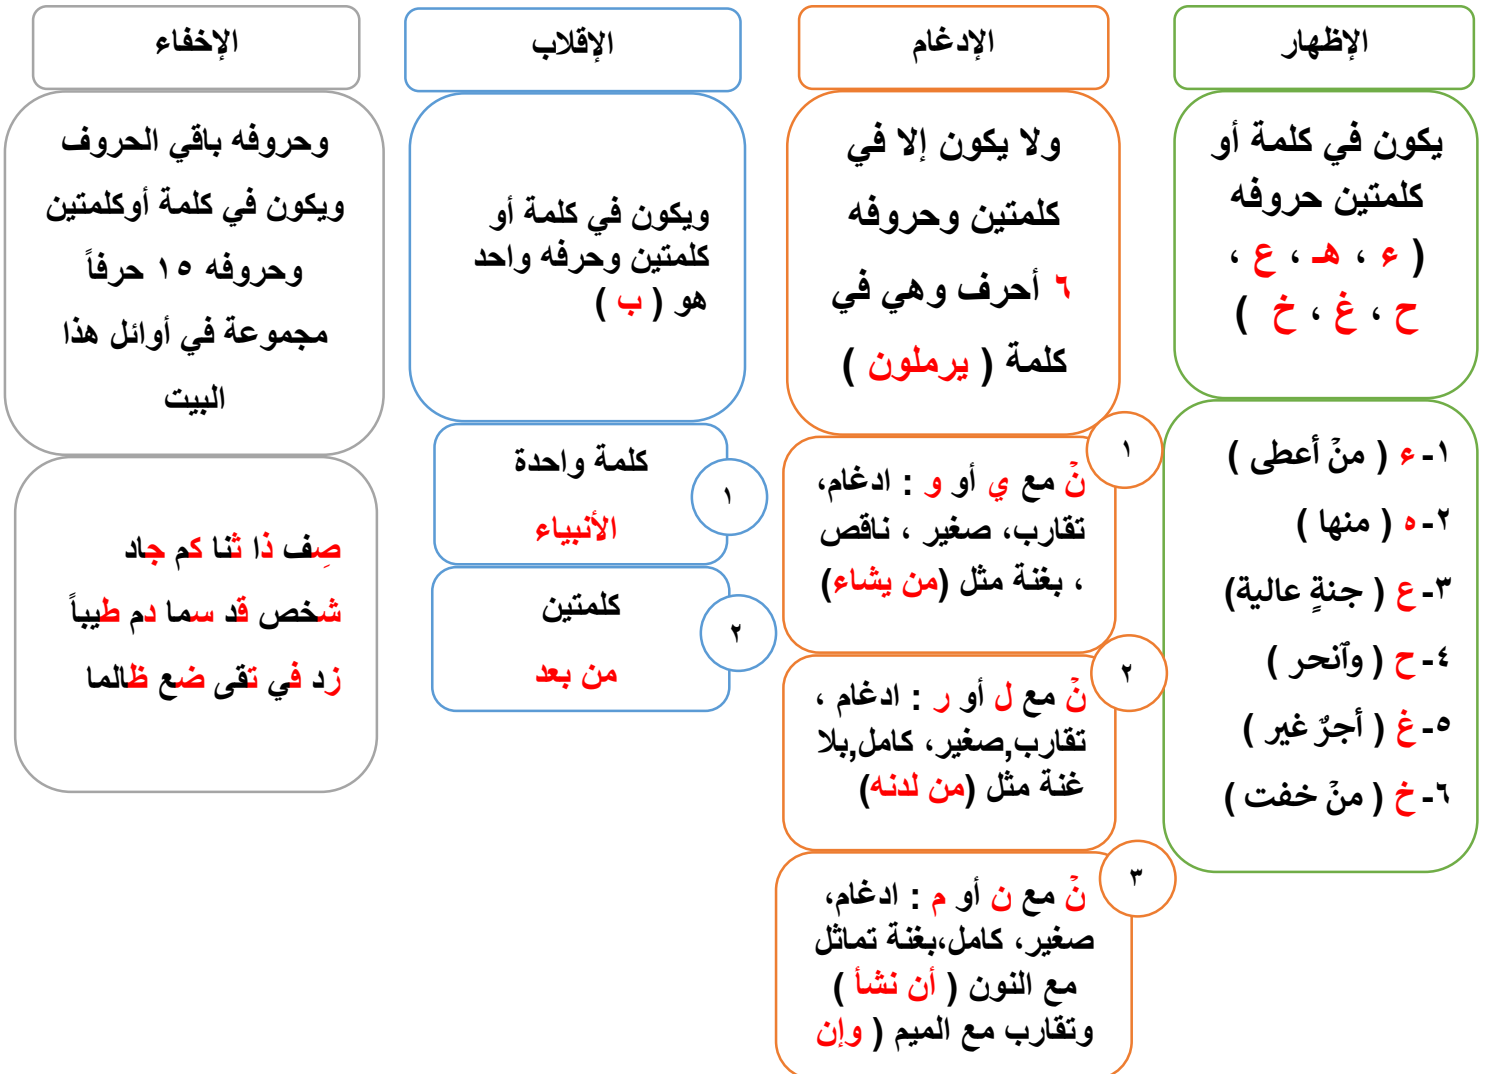 الإظهار
يكون في كلمة أو
كلمتين حروفه
( ء ، هـ ، ع ،
ح ، غ ، خ )
١- ء ( منْ أعطى )
٢- ه ( منها )
٣- ع ( جنةٍ عالية)
٤- ح ( وٱنحر )
٥- غ ( أجرٌ غير )
٦- خ ( منْ خفت )
الإدغام
ولا يكون إلا في
كلمتين وحروفه
٦ أحرف وهي في
كلمة ( يرملون )
١
نْ مع ي أو و : ادغام،
تقارب، صغير ، ناقص
، بغنة مثل (من يشاء)
٢
نْ مع ل أو ر : ادغام ،
تقارب,صغير، كامل,بلا
غنة مثل (من لدنه)
٣
نْ مع ن أو م : ادغام،
صغير، كامل،بغنة تماثل
مع النون ( أن نشأ )
وتقارب مع الميم ( وإن
الإقلاب
ويكون في كلمة أو
كلمتين وحرفه واحد
هو ( ب )
١
كلمة واحدة
الأنبياء
٢
كلمتين
من بعد
الإخفاء
وحروفه باقي الحروف
ويكون في كلمة أوكلمتين
وحروفه ١٥ حرفاً
مجموعة في أوائل هذا
البيت
صِف ذا ثنا كم جاد
شخص قد سما دم طيباً
زد في تقى ضع ظالما